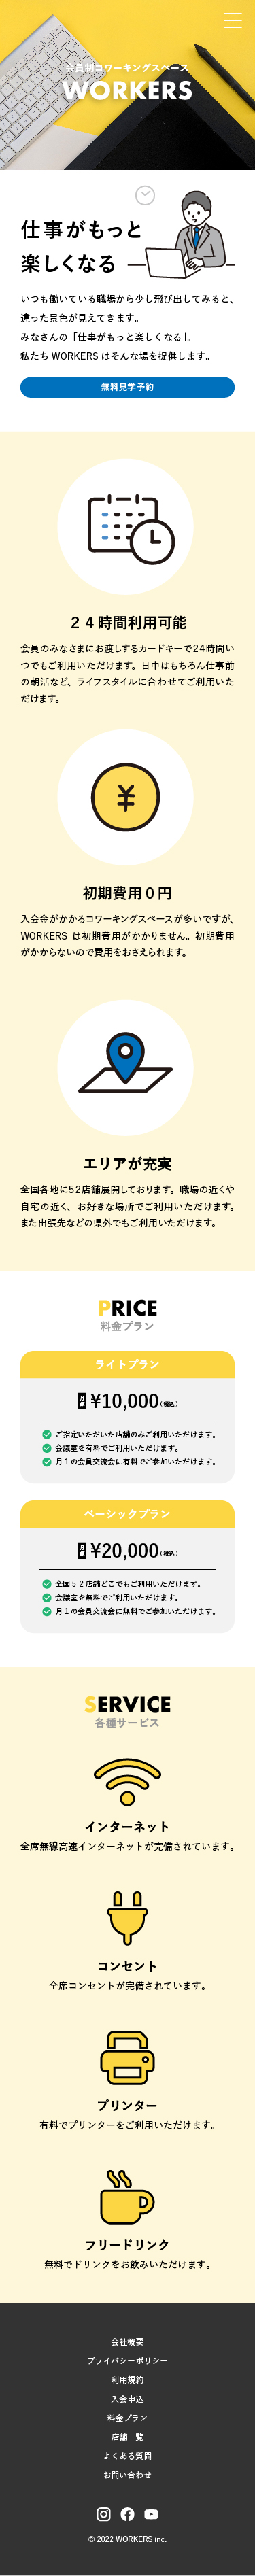 会員制コワーキングスペース
WORKERS
仕事がもっと
楽しくなる
いつも働いている職場から少し飛び出してみると、
違った景色が見えてきます。
みなさんの「仕事がもっと楽しくなる」。
私たち WORKERS はそんな場を提供します。
無料見学予約
２４時間利用可能
会員のみなさまにお渡しするカードキーで24時間い
つでもご利用いただけます。日中はもちろん仕事前
の朝活など、ライフスタイルに合わせてご利用いた
だけます。
¥
初期費用０円
入会金がかかるコワーキングスペースが多いですが、
WORKERS は初期費用がかかりません。初期費用
がかからないので費用をおさえられます。
エリアが充実
全国各地に52店舗展開しております。職場の近くや
自宅の近く、お好きな場所でご利用いただけます。
また出張先などの県外でもご利用いただけます。
PRICE
料金プラン
ライトプラン
月額 ¥10,000（税込）
ご指定いただいた店舗のみご利用いただけます。
会議室を有料でご利用いただけます。
月１の会員交流会に有料でご参加いただけます。
ベーシックプラン
月額 ¥20,000（税込）
全国５２店舗どこでもご利用いただけます。
会議室を無料でご利用いただけます。
月１の会員交流会に無料でご参加いただけます。
SERVICE
各種サービス
インターネット
全席無線高速インターネットが完備されています。
コンセント
全席コンセントが完備されています。
プリンター
有料でプリンターをご利用いただけます。
フリードリンク
無料でドリンクをお飲みいただけます。
会社概要
プライバシーポリシー
利用規約
入会申込
料金プラン
店舗一覧
よくある質問
お問い合わせ
© 2022 WORKERS inc.